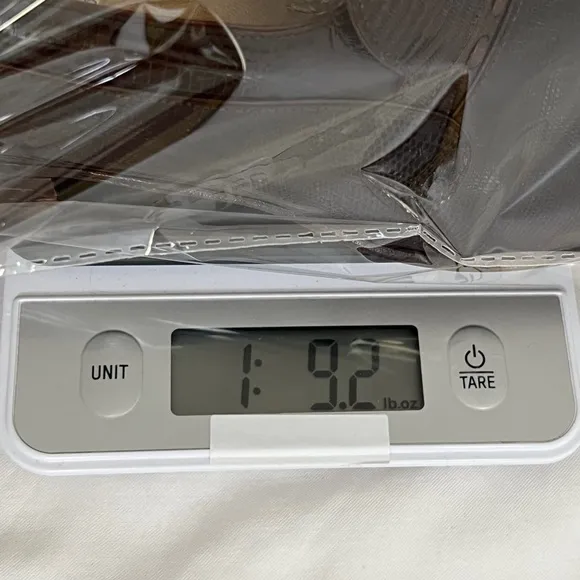 UNIT
1: 9.2
lb.oz
TARE